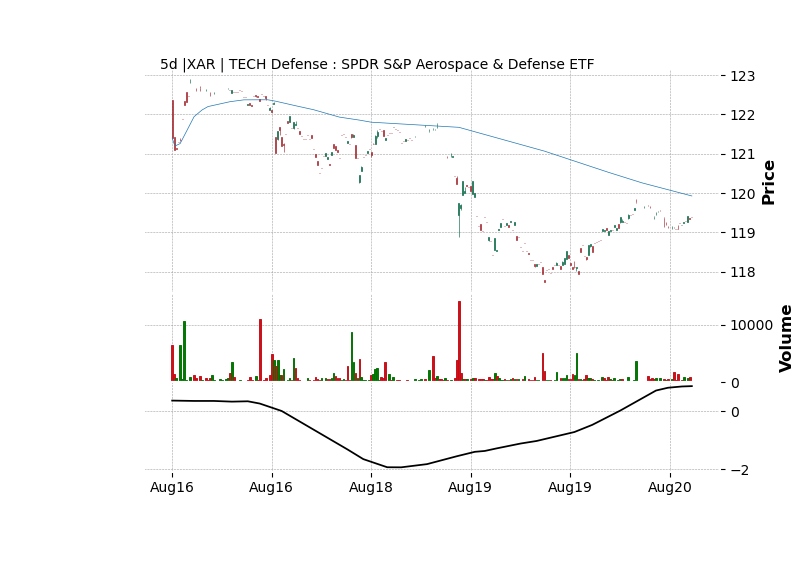 5d |XAR | TECH Defense : SPDR S&P Aerospace & Defense ETF
123
122
121
120
119
118
Price
10000
0
Volume
0
−2
Aug16 Aug16 Aug18 Aug19 Aug19 Aug20